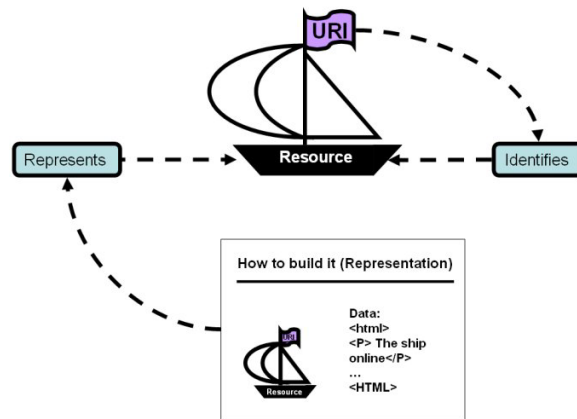 URI
Represents
Resource
Identifies
How to build it (Representation)
Data:
<html>
<P> The ship
online</P>
...
<HTML>
URI
Resource